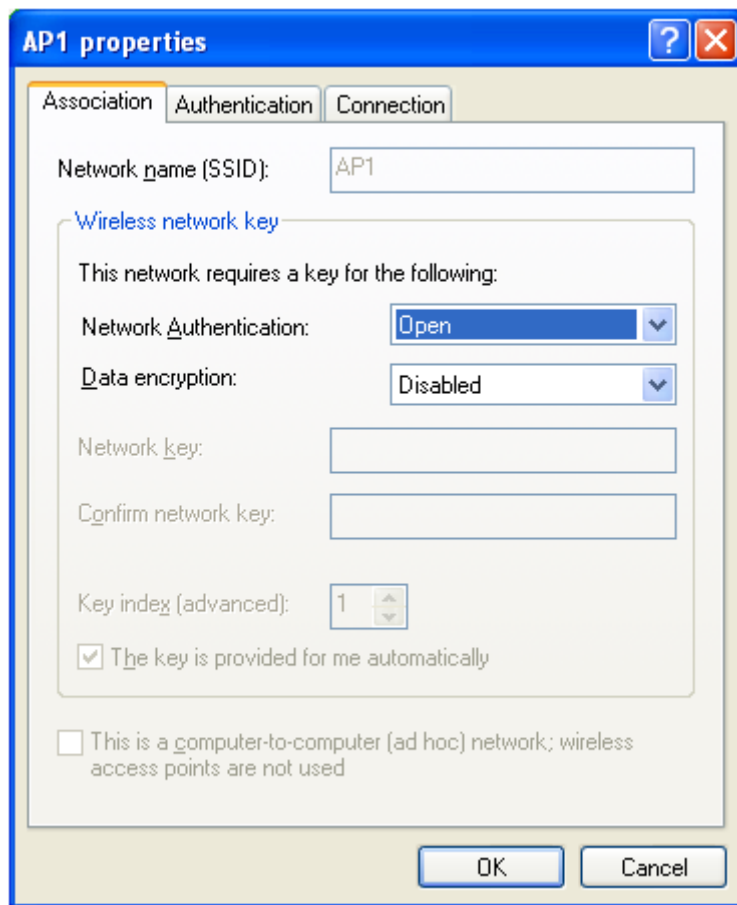 AP1 properties
Association Authentication Connection
Network name (SSID): AP1
Wireless network key
This network requires a key for the following:
Network Authentication: Open
Data encryption: Disabled
Network key:
Confirm network key:
Key index (advanced): 1
The key is provided for me automatically
This is a computer-to-computer (ad hoc) network; wireless
access points are not used
OK Cancel